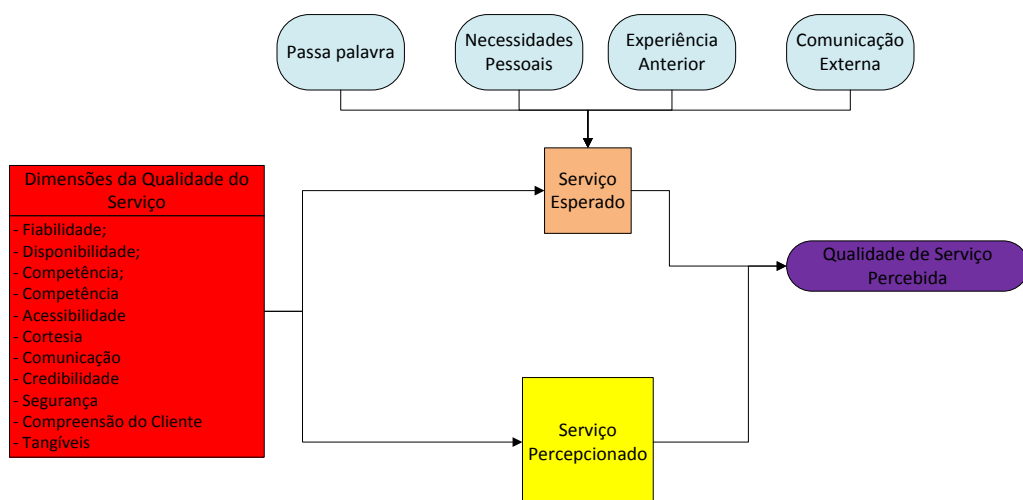 Passa palavra
Necessidades
Pessoais
Experiência
Anterior
Comunicação
Externa
Dimensões da Qualidade do
Serviço
- Fiabilidade;
- Disponibilidade;
- Competência;
- Competência
- Acessibilidade
- Cortesia
- Comunicação
- Credibilidade
- Segurança
- Compreensão do Cliente
- Tangíveis
Serviço
Esperado
Serviço
Percepcionado
Qualidade de Serviço
Percebida